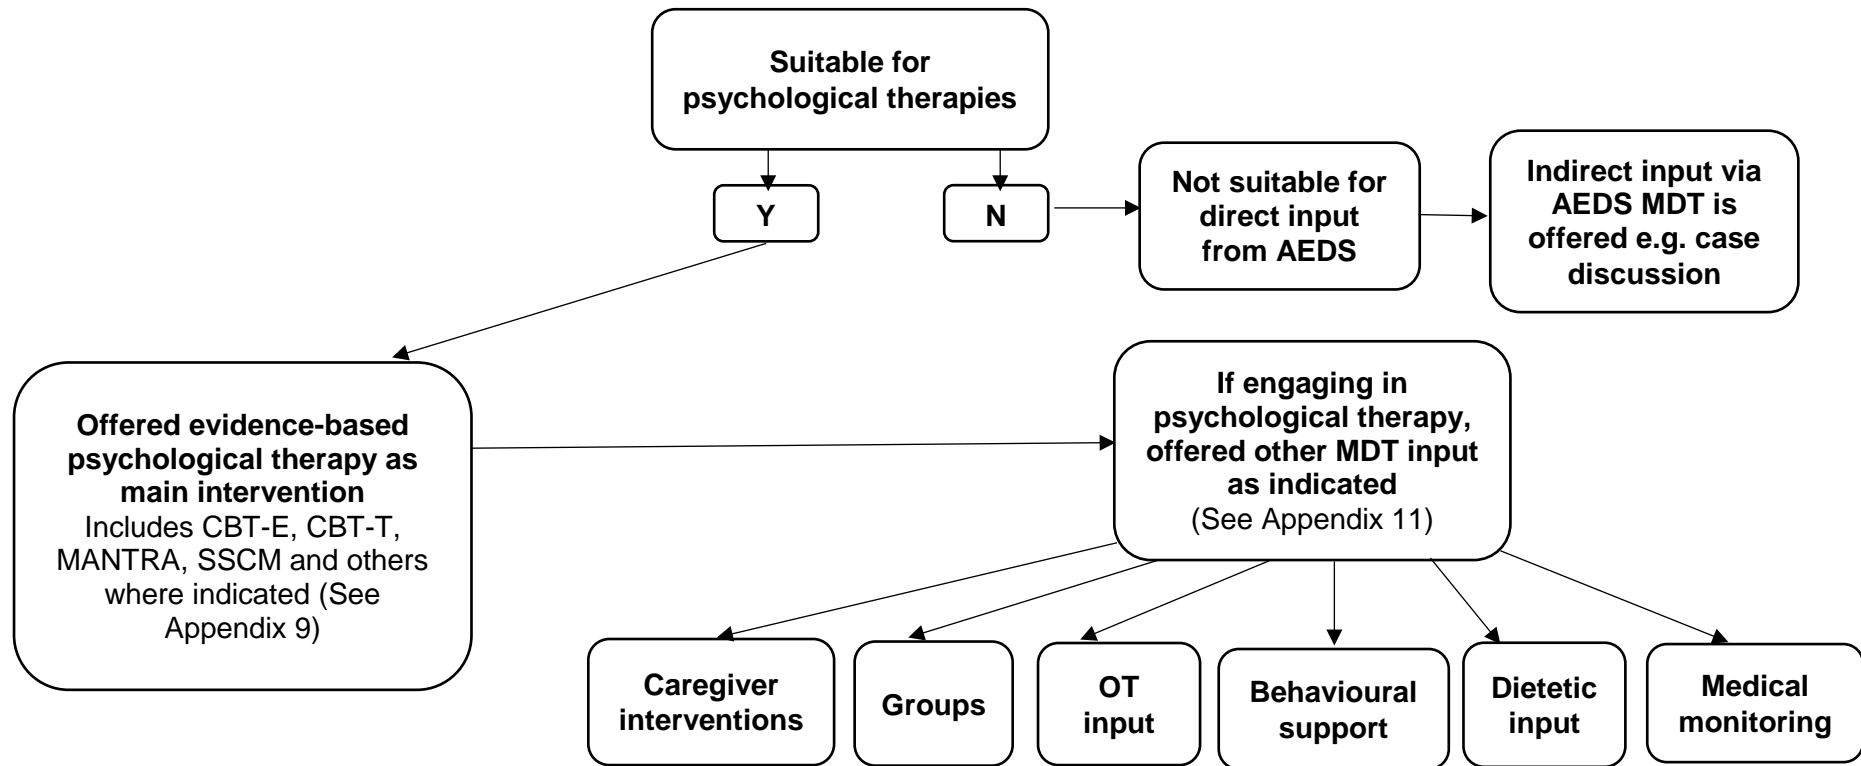 Suitable for
psychological therapies
Y
N
Not suitable for
direct input
from AEDS
Indirect input via
AEDS MDT is
offered e.g. case
discussion
Offered evidence-based
psychological therapy as
main intervention
Includes CBT-E, CBT-T,
MANTRA, SSCM and others
where indicated (See
Appendix 9)
If engaging in
psychological therapy,
offered other MDT input
as indicated
(See Appendix 11)
Caregiver
interventions
Groups
OT
input
Behavioural
support
Dietetic
input
Medical
monitoring